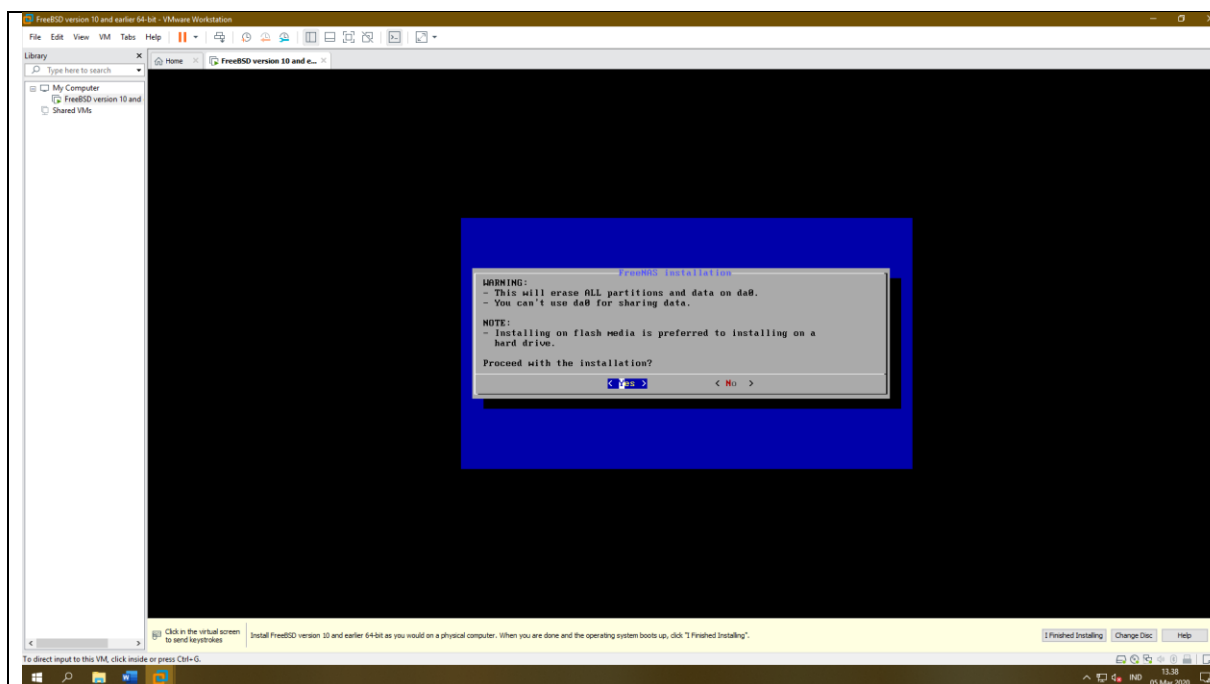 FreeBSD version 10 and earlier 64-bit - VMware Workstation
File Edit View VM Tabs Help
Library
Home
FreeBSD version 10 and e...
Type here to search
My Computer
FreeBSD version 10 and
Shared VMs
FreeNAS installation
WARNING:
- This will erase ALL partitions and data on da0.
- You can't use da0 for sharing data.
NOTE:
- Installing on flash media is preferred to installing on a
hard drive.
Proceed with the installation?
< Yes > < No >
Click in the virtual screen
to send keystrokes
Install FreeBSD version 10 and earlier 64-bit as you would on a physical computer. When you are done and the operating system boots up, click "I Finished Installing".
I Finished Installing Change Disc Help
To direct input to this VM, click inside or press Ctrl+G.
IND
13.38
05 Mar 2020